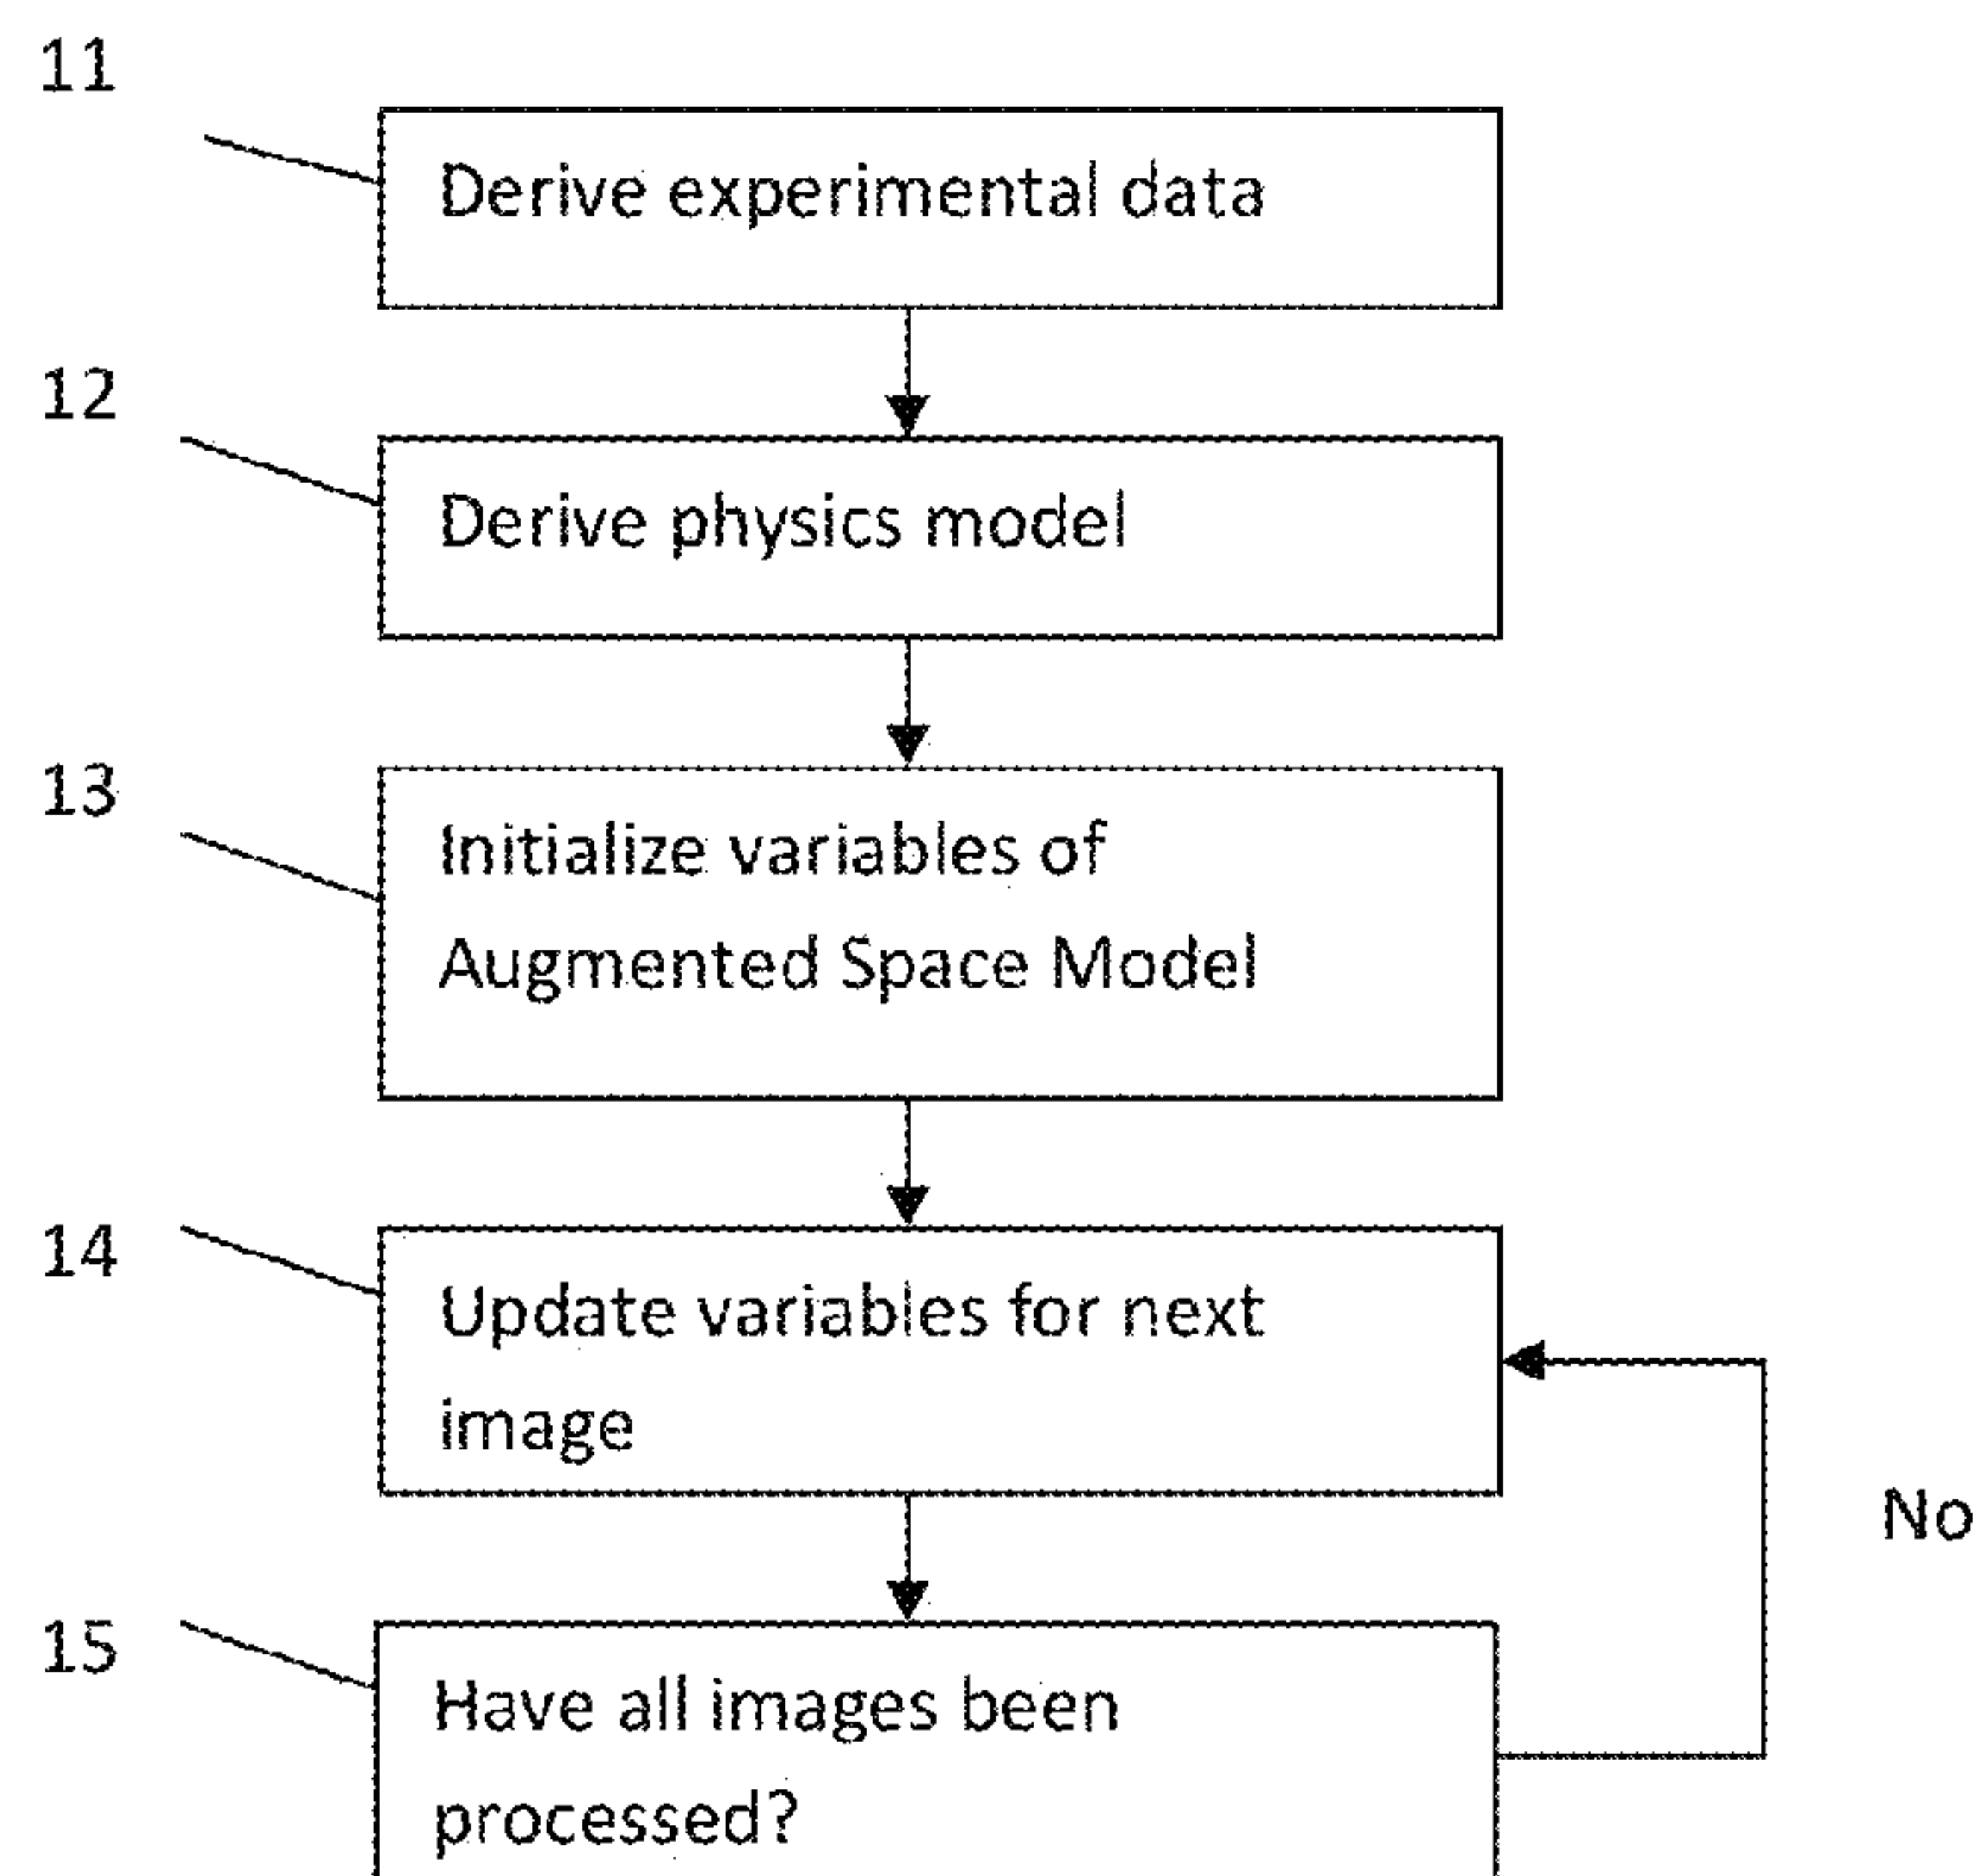 11
Derive experimental data
12
Derive physics model
13
Initialize variables of
Augmented Space Model
14
Update variables for next
image
No
15
Have all images been
processed?